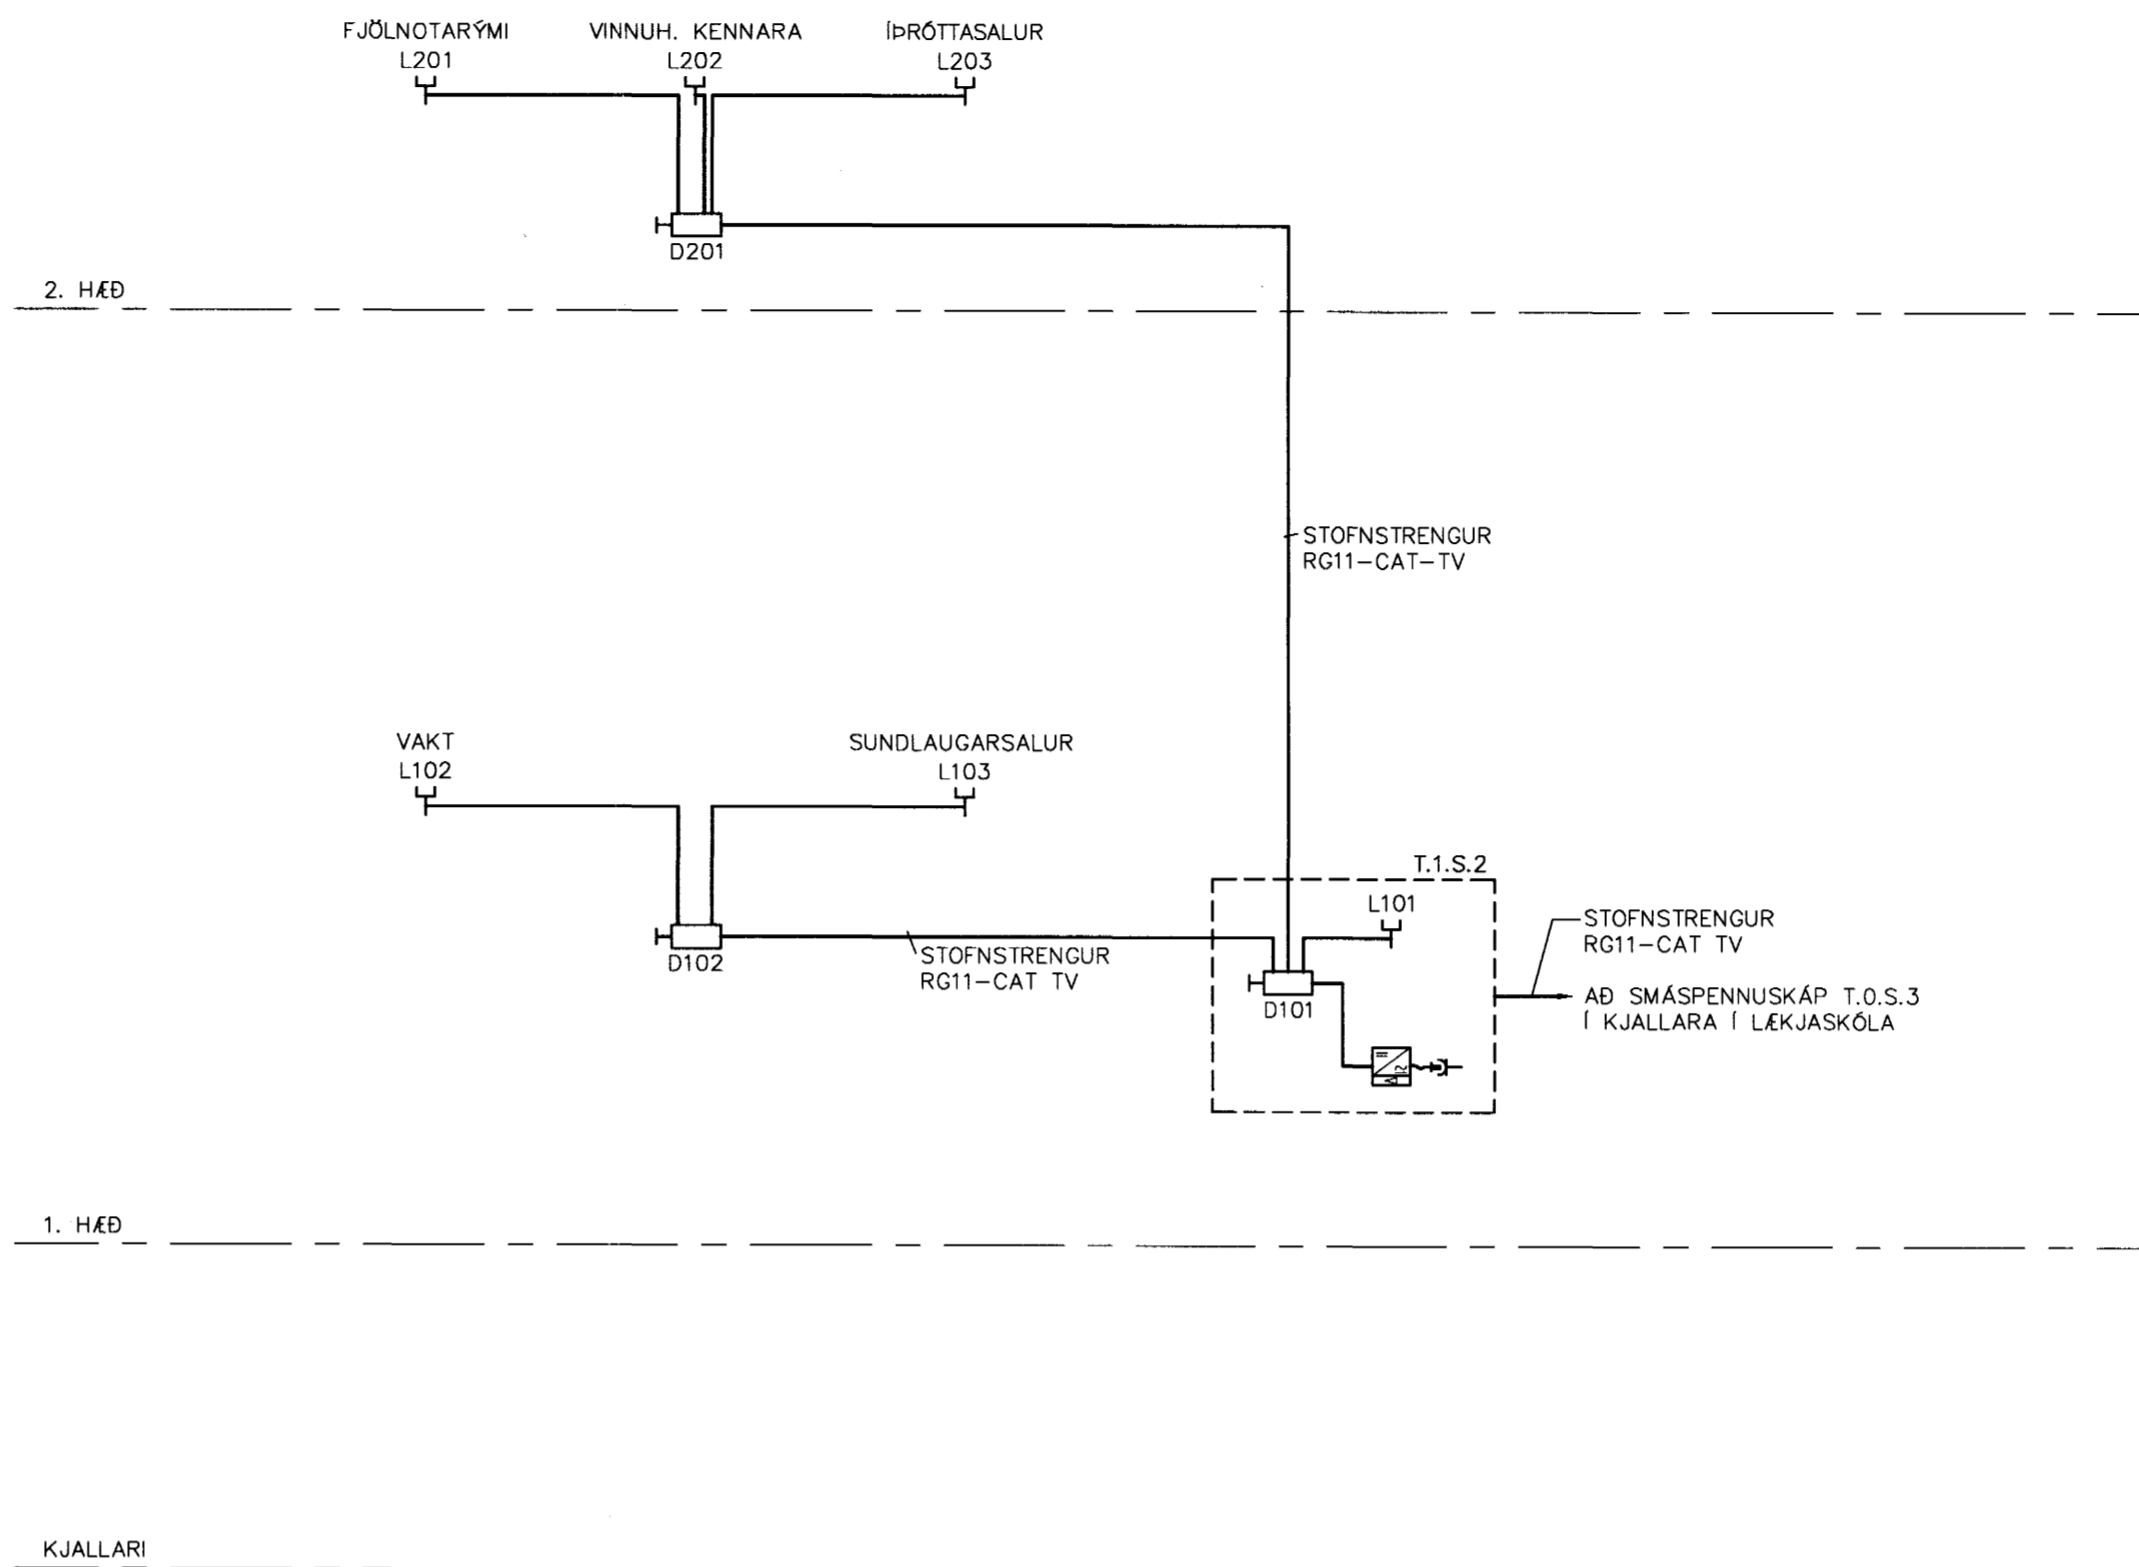 FJÖLNOTARÝMI
L201
VINNUH. KENNARA
L202
ÍÞRÓTTASALUR
L203
D201
2. HÆÐ
STOFNSTRENGUR
RG11-CAT-TV
VAKT
L102
SUNDLAUGARSALUR
L103
D102
STOFNSTRENGUR
RG11-CAT TV
T.1.S.2
L101
D101
STOFNSTRENGUR
RG11-CAT TV
AÐ SMÁSPENNUSKÁP T.0.S.3
Í KJALLARA Í LÆKJASKÓLA
1. HÆÐ
KJALLARI